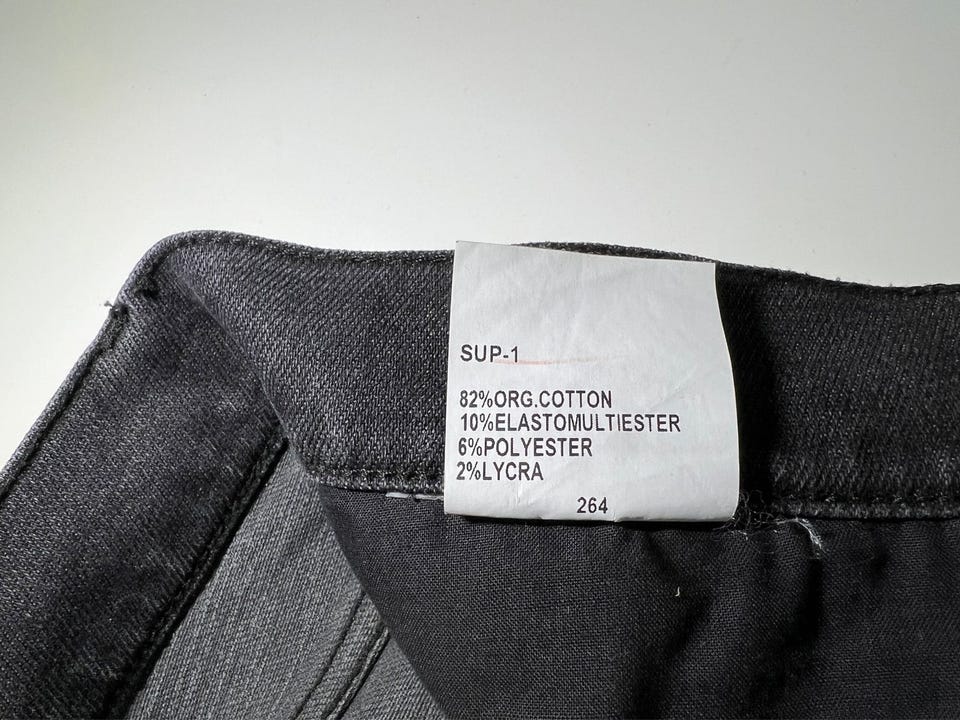 SUP-1
82%ORG.COTTON
10%ELASTOMULTIESTER
6%POLYESTER
2%LYCRA
264